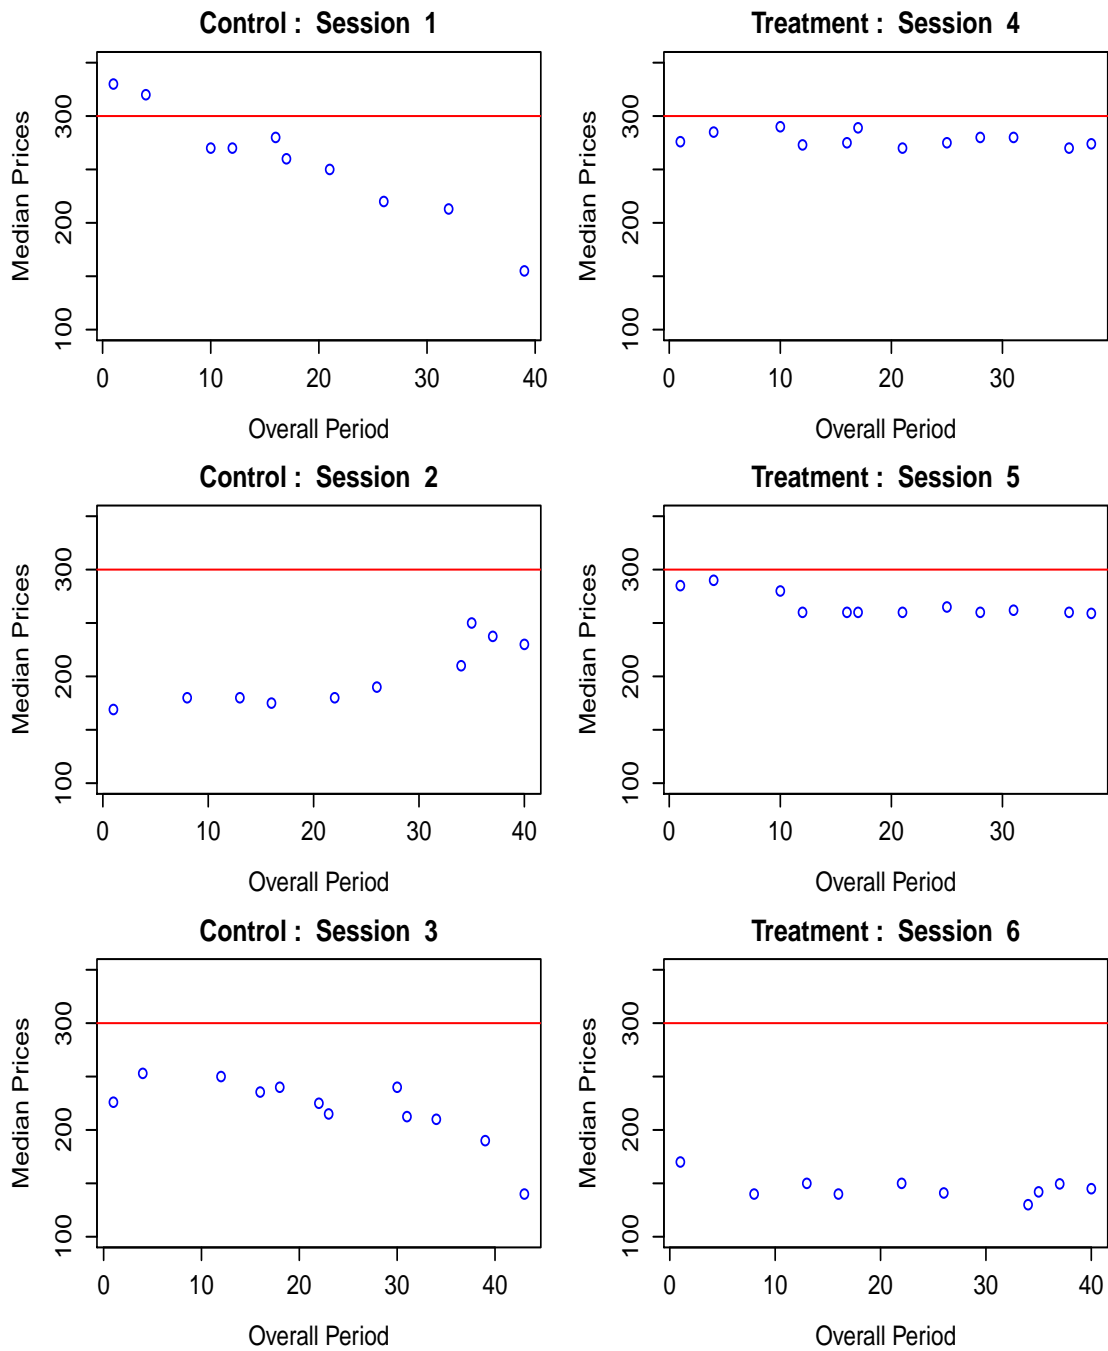 Control : Session 1
Median Prices
100
200
300
0 10 20 30 40
Overall Period
Treatment : Session 4
Median Prices
100
200
300
0 10 20 30
Overall Period
Control : Session 2
Median Prices
100
200
300
0 10 20 30 40
Overall Period
Treatment : Session 5
Median Prices
100
200
300
0 10 20 30
Overall Period
Control : Session 3
Median Prices
100
200
300
0 10 20 30 40
Overall Period
Treatment : Session 6
Median Prices
100
200
300
0 10 20 30 40
Overall Period